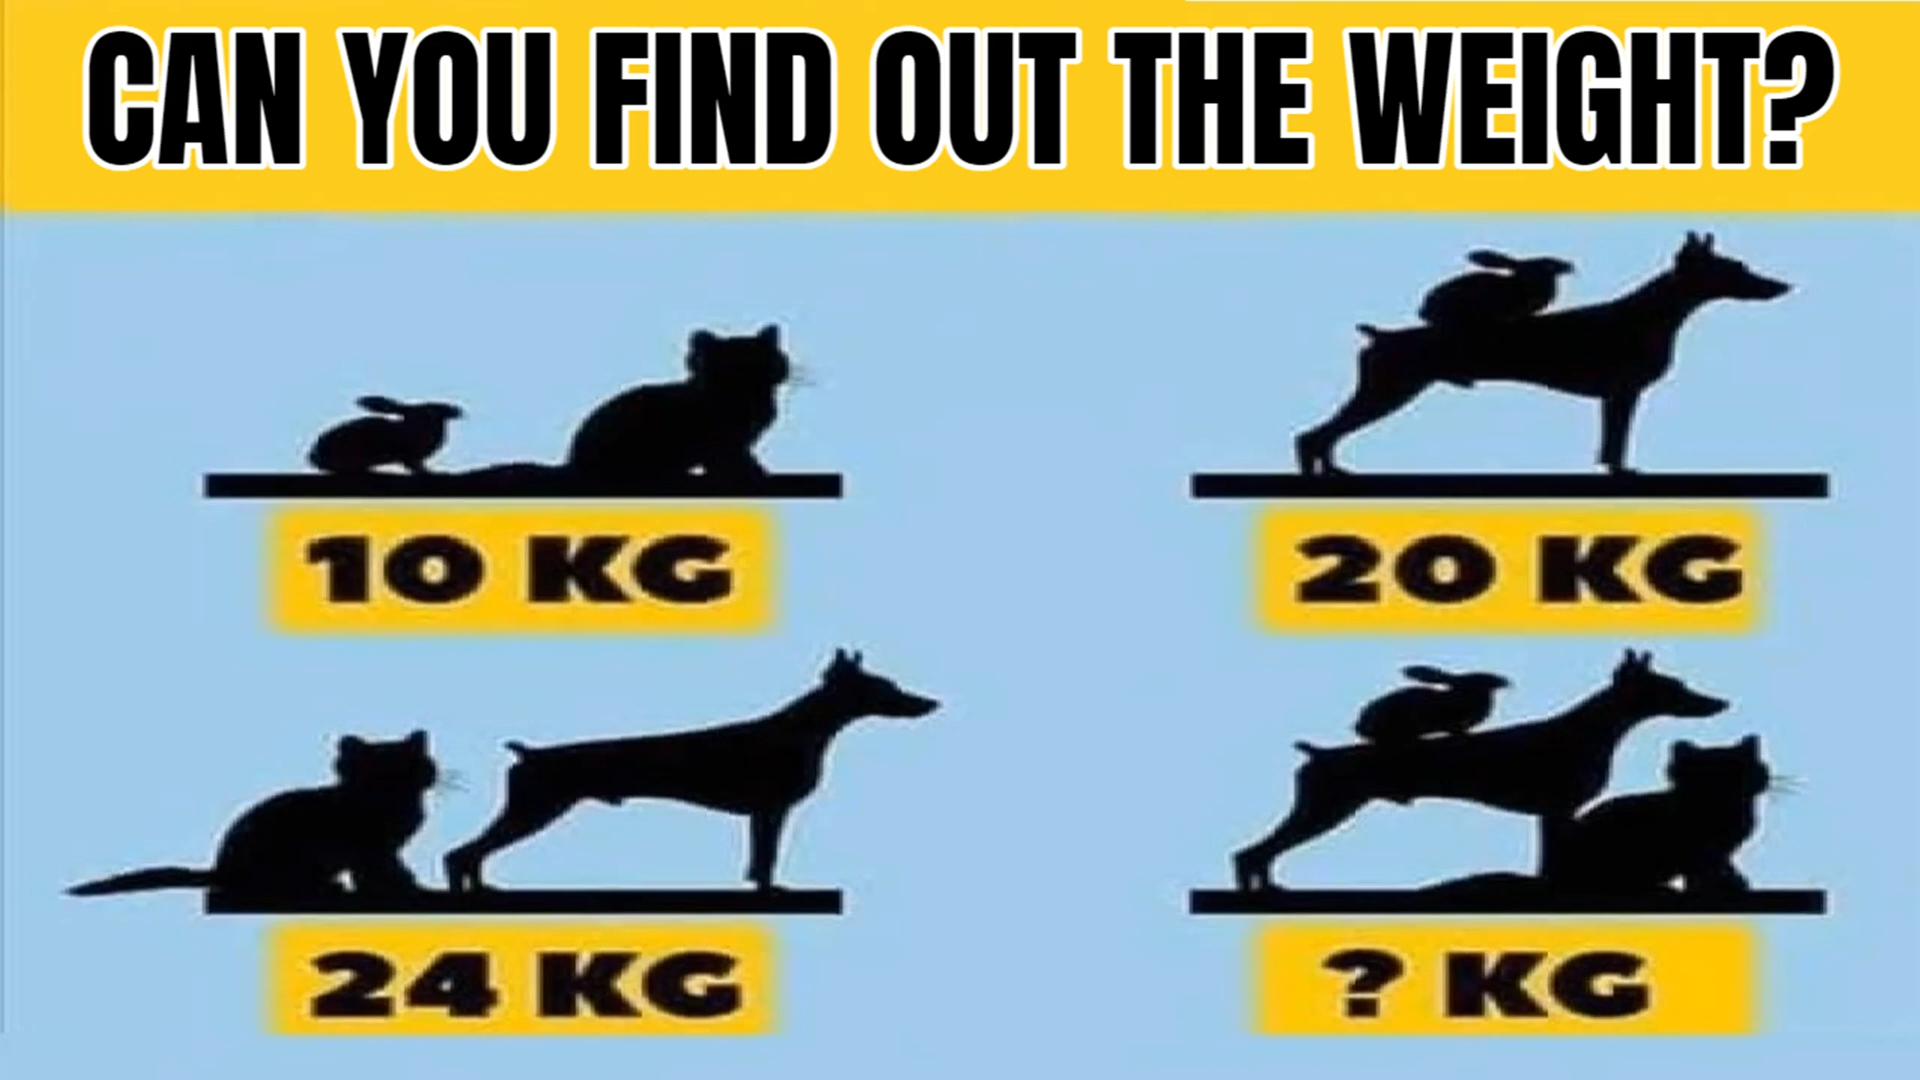 CAN YOU FIND OUT THE WEIGHT?
10 KG
20 KG
24 KG
? KG